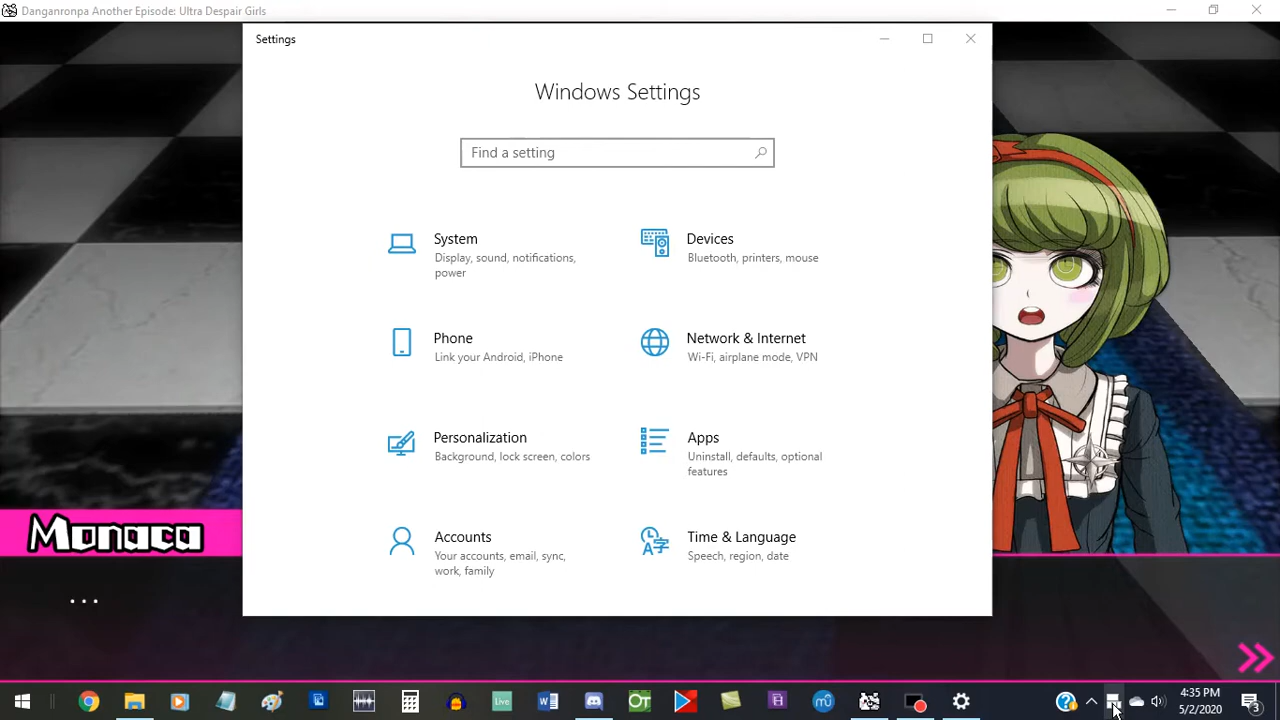 Danganronpa Another Episode: Ultra Despair Girls
Settings
Windows Settings
Find a setting
System
Display, sound, notifications,
power
Devices
Bluetooth, printers, mouse
Phone
Link your Android, iPhone
Network & Internet
Wi-Fi, airplane mode, VPN
Personalization
Background, lock screen, colors
Apps
Uninstall, defaults, optional
features
Accounts
Your accounts, email, sync,
work, family
Time & Language
Speech, region, date
Monaca
...
Live
OT
4:35 PM
5/2/2020
3